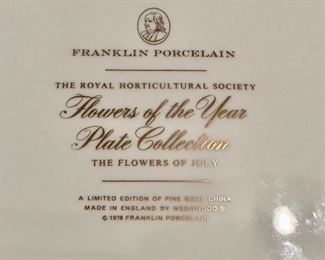 FRANKLIN PORCELAIN
THE ROYAL HORTICULTURAL SOCIETY
Flowers of the Year
Plate Collection
THE FLOWERS OF JULY
A LIMITED EDITION OF FINE BONE CHINA
MADE IN ENGLAND BY WEDGWOOD®
© 1978 FRANKLIN PORCELAIN